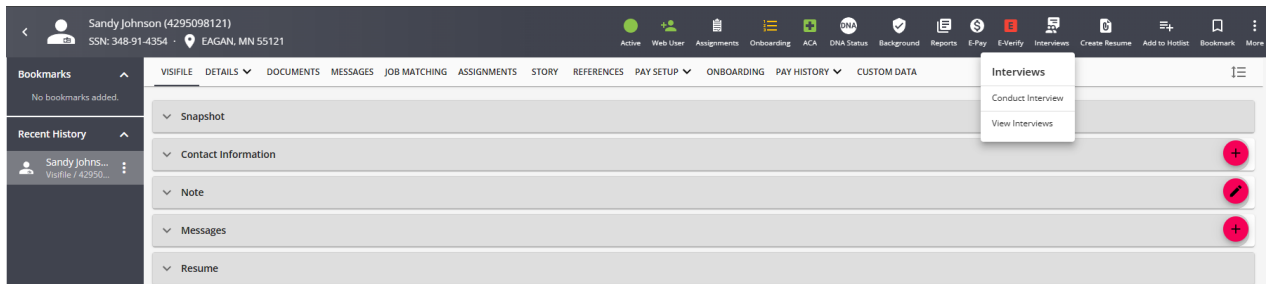 Sandy Johnson (4295098121)
SSN: 348-91-4354 · EAGAN, MN 55121
Active Web User Assignments Onboarding ACA DNA Status Background Reports E-Pay E-Verify Interviews Create Resume Add to Hotlist Bookmark More
DNA
E
Bookmarks
No bookmarks added.
Recent History
Sandy Johns...
Visifile / 42950...
VISIFILE DETAILS DOCUMENTS MESSAGES JOB MATCHING ASSIGNMENTS STORY REFERENCES PAY SETUP ONBOARDING PAY HISTORY CUSTOM DATA
Interviews
Conduct Interview
View Interviews
Snapshot
Contact Information
Note
Messages
Resume